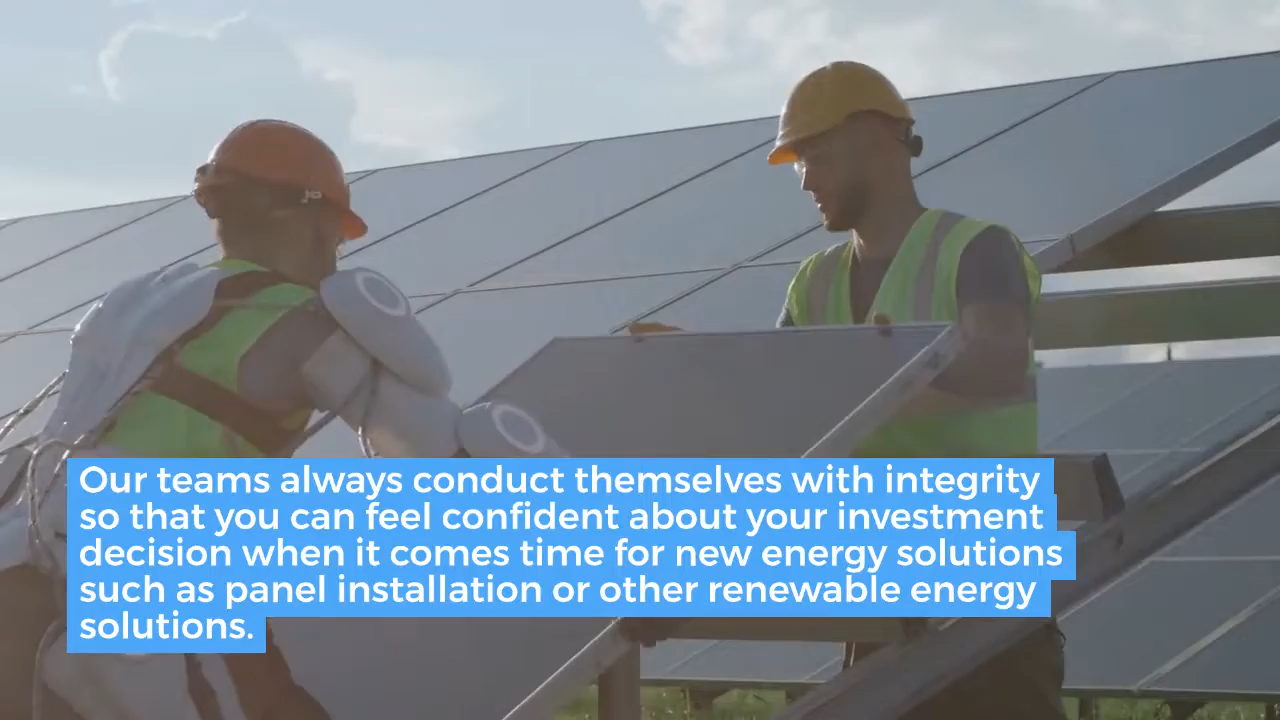 Our teams always conduct themselves with integrity
so that you can feel confident about your investment
decision when it comes time for new energy solutions
such as panel installation or other renewable energy
solutions.